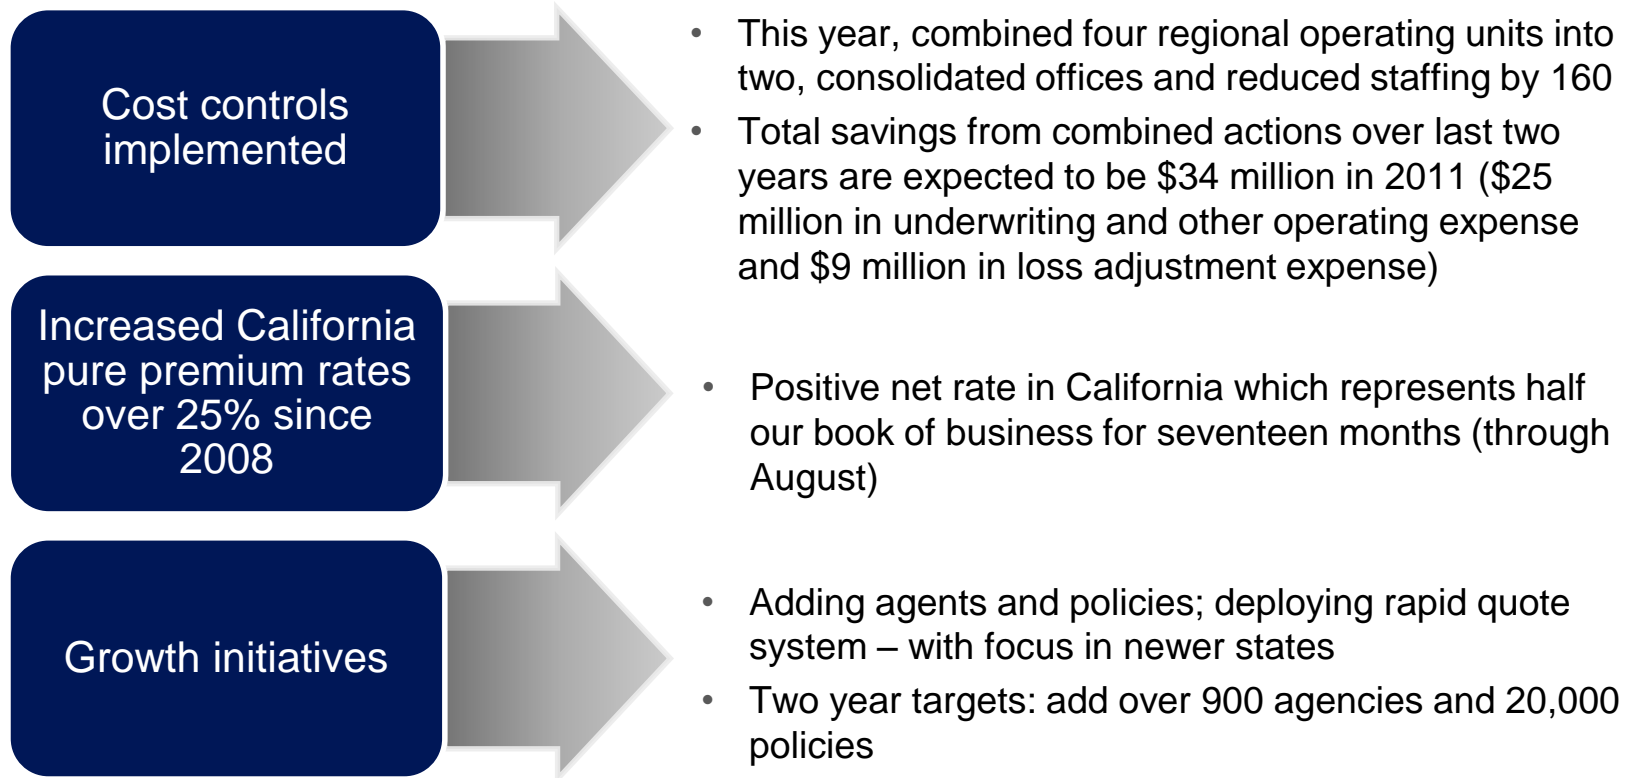 Cost controls
implemented
• This year, combined four regional operating units into
two, consolidated offices and reduced staffing by 160
• Total savings from combined actions over last two
years are expected to be $34 million in 2011 ($25
million in underwriting and other operating expense
and $9 million in loss adjustment expense)
Increased California
pure premium rates
over 25% since
2008
• Positive net rate in California which represents half
our book of business for seventeen months (through
August)
Growth initiatives
• Adding agents and policies; deploying rapid quote
system – with focus in newer states
• Two year targets: add over 900 agencies and 20,000
policies